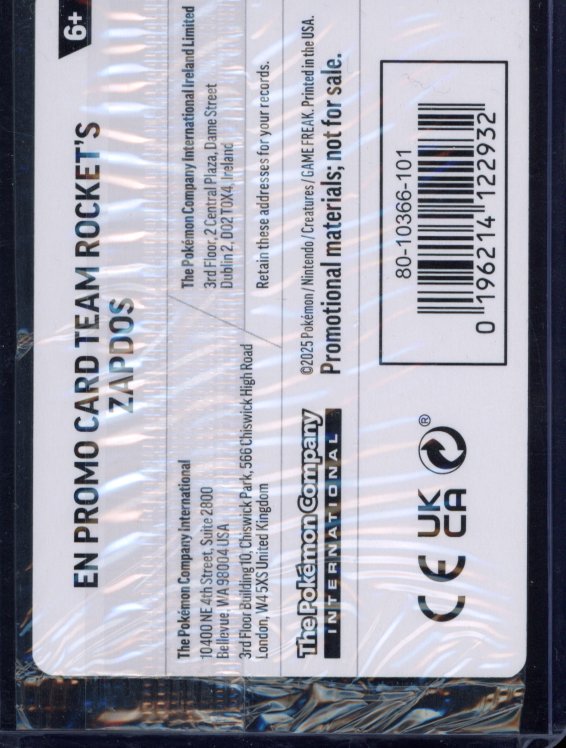 6+
EN PROMO CARD TEAM ROCKET'S
ZAPDOS
The Pokémon Company International
10400 NE 4th Street, Suite 2800
Bellevue, WA 98004 USA
3rd Floor Building 10, Chiswick Park, 566 Chiswick High Road
London, W4 5XS United Kingdom
The Pokémon Company International Ireland Limited
3rd Floor, 2 Central Plaza, Dame Street
Dublin 2, D02 T0X4, Ireland
Retain these addresses for your records.
The Pokémon Company
INTERNATIONAL
©2025 Pokémon / Nintendo / Creatures / GAME FREAK. Printed in the USA.
Promotional materials; not for sale.
CE UK
CA
®
80-10366-101
0 196214 122932